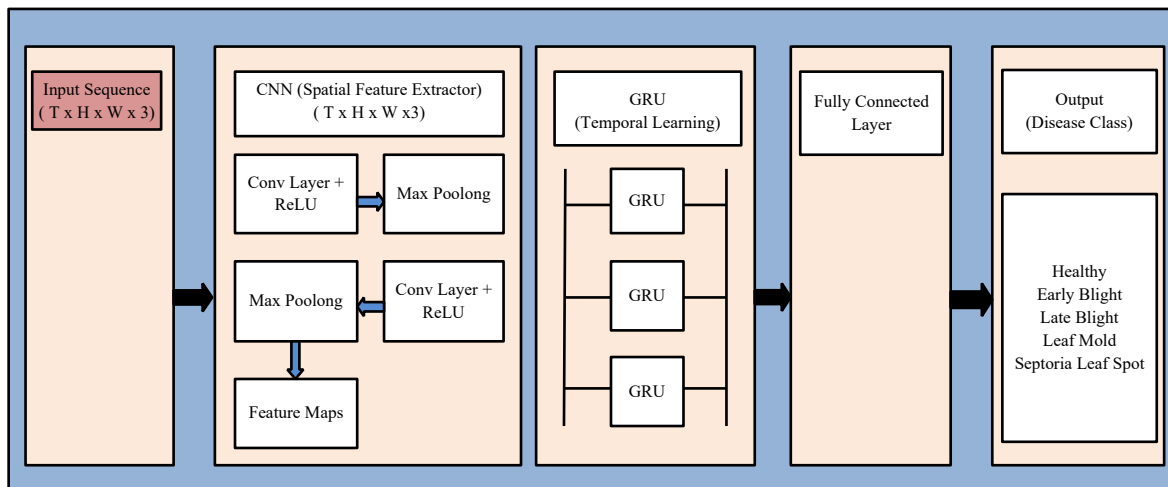 Input Sequence
( T x H x W x 3)
CNN (Spatial Feature Extractor)
( T x H x W x3)
Conv Layer +
ReLU
Max Poolong
Max Poolong
Conv Layer +
ReLU
Feature Maps
GRU
(Temporal Learning)
GRU
GRU
GRU
Fully Connected
Layer
Output
(Disease Class)
Healthy
Early Blight
Late Blight
Leaf Mold
Septoria Leaf Spot